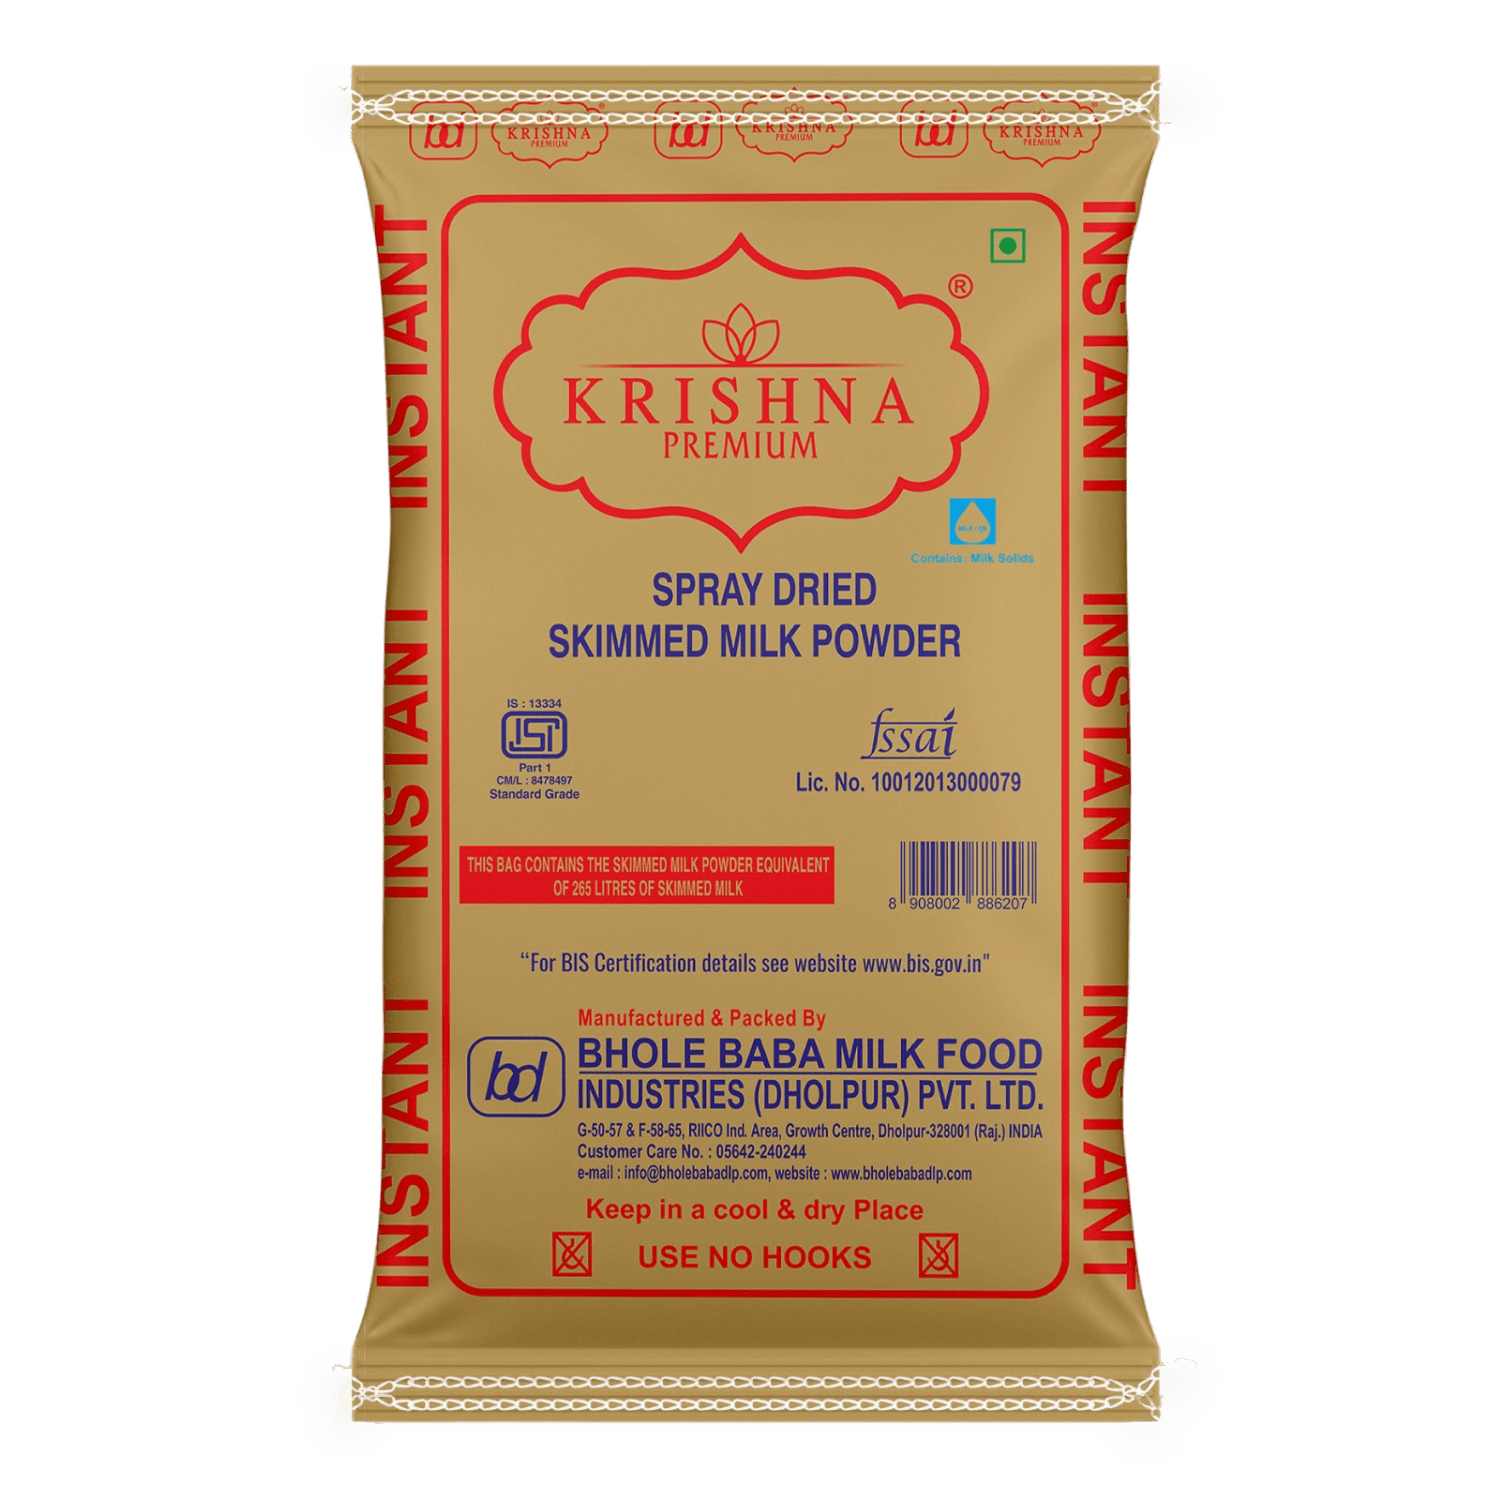 bd KRISHNA PREMIUM ® bd KRISHNA PREMIUM bd KRISHNA PREMIUM ®
INSTANT INSTANT INSTANT
®
KRISHNA
PREMIUM
Contains: Milk Solids
SPRAY DRIED
SKIMMED MILK POWDER
IS : 13334
ISI
Part 1
CM/L : 8478497
Standard Grade
fssai
Lic. No. 10012013000079
THIS BAG CONTAINS THE SKIMMED MILK POWDER EQUIVALENT
OF 265 LITRES OF SKIMMED MILK
8 908002 886207
“For BIS Certification details see website www.bis.gov.in"
Manufactured & Packed By
bd
BHOLE BABA MILK FOOD
INDUSTRIES (DHOLPUR) PVT. LTD.
G-50-57 & F-58-65, RIICO Ind. Area, Growth Centre, Dholpur-328001 (Raj.) INDIA
Customer Care No. : 05642-240244
e-mail : info@bholebabadlp.com, website : www.bholebabadlp.com
Keep in a cool & dry Place
USE NO HOOKS
INSTANT INSTANT INSTANT